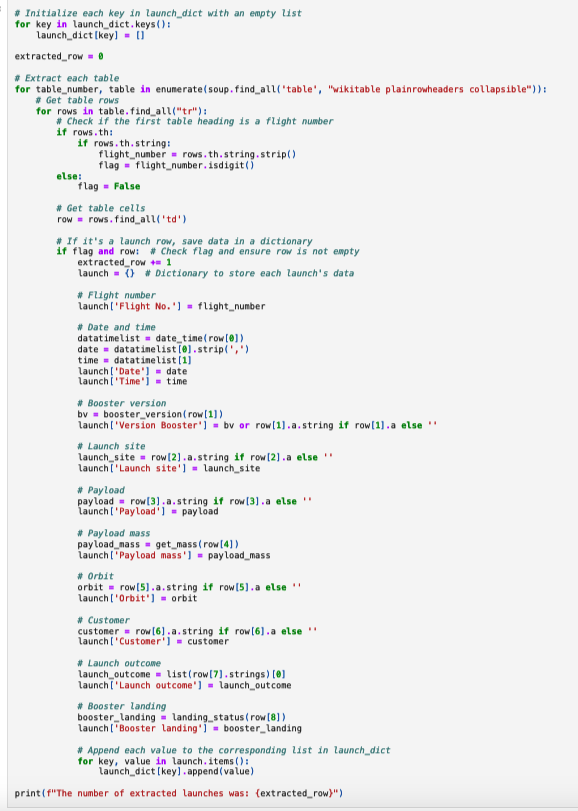 # Initialize each key in launch_dict with an empty list
for key in launch_dict.keys():
    launch_dict[key] = []

extracted_row = 0

# Extract each table
for table_number, table in enumerate(soup.find_all('table', "wikitable plainrowheaders collapsible")):
    # Get table rows
    for rows in table.find_all("tr"):
        # Check if the first table heading is a flight number
        if rows.th:
            if rows.th.string:
                flight_number = rows.th.string.strip()
                flag = flight_number.isdigit()
        else:
            flag = False

        # Get table cells
        row = rows.find_all('td')

        # If it's a launch row, save data in a dictionary
        if flag and row:  # Check flag and ensure row is not empty
            extracted_row += 1
            launch = {}  # Dictionary to store each launch's data

            # Flight number
            launch['Flight No.'] = flight_number

            # Date and time
            datatimelist = date_time(row[0])
            date = datatimelist[0].strip(',')
            time = datatimelist[1]
            launch['Date'] = date
            launch['Time'] = time

            # Booster version
            bv = booster_version(row[1])
            launch['Version Booster'] = bv or row[1].a.string if row[1].a else ''

            # Launch site
            launch_site = row[2].a.string if row[2].a else ''
            launch['Launch site'] = launch_site

            # Payload
            payload = row[3].a.string if row[3].a else ''
            launch['Payload'] = payload

            # Payload mass
            payload_mass = get_mass(row[4])
            launch['Payload mass'] = payload_mass

            # Orbit
            orbit = row[5].a.string if row[5].a else ''
            launch['Orbit'] = orbit

            # Customer
            customer = row[6].a.string if row[6].a else ''
            launch['Customer'] = customer

            # Launch outcome
            launch_outcome = list(row[7].strings)[0]
            launch['Launch outcome'] = launch_outcome

            # Booster landing
            booster_landing = landing_status(row[8])
            launch['Booster landing'] = booster_landing

            # Append each value to the corresponding list in launch_dict
            for key, value in launch.items():
                launch_dict[key].append(value)

print(f"The number of extracted launches was: {extracted_row}")